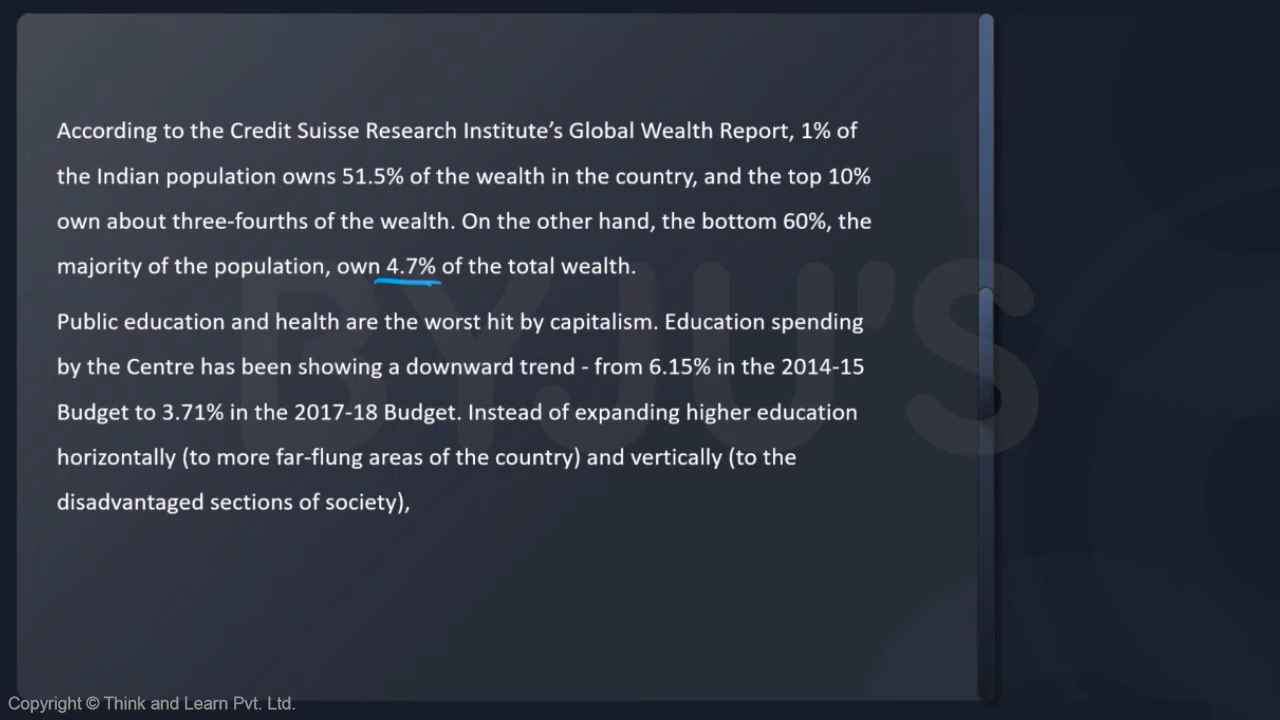 According to the Credit Suisse Research Institute’s Global Wealth Report, 1% of
the Indian population owns 51.5% of the wealth in the country, and the top 10%
own about three-fourths of the wealth. On the other hand, the bottom 60%, the
majority of the population, own 4.7% of the total wealth.
Public education and health are the worst hit by capitalism. Education spending
by the Centre has been showing a downward trend - from 6.15% in the 2014-15
Budget to 3.71% in the 2017-18 Budget. Instead of expanding higher education
horizontally (to more far-flung areas of the country) and vertically (to the
disadvantaged sections of society),
BYJU'S
Copyright © Think and Learn Pvt. Ltd.